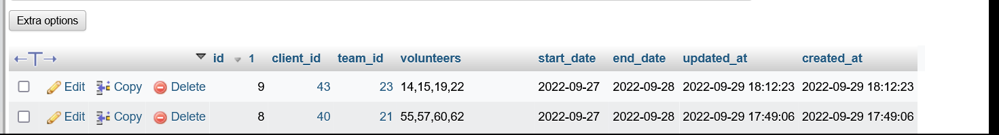 Extra options
id 1 client_id team_id volunteers start_date end_date updated_at created_at
Edit Copy Delete 9 43 23 14,15,19,22 2022-09-27 2022-09-28 2022-09-29 18:12:23 2022-09-29 18:12:23
Edit Copy Delete 8 40 21 55,57,60,62 2022-09-27 2022-09-28 2022-09-29 17:49:06 2022-09-29 17:49:06